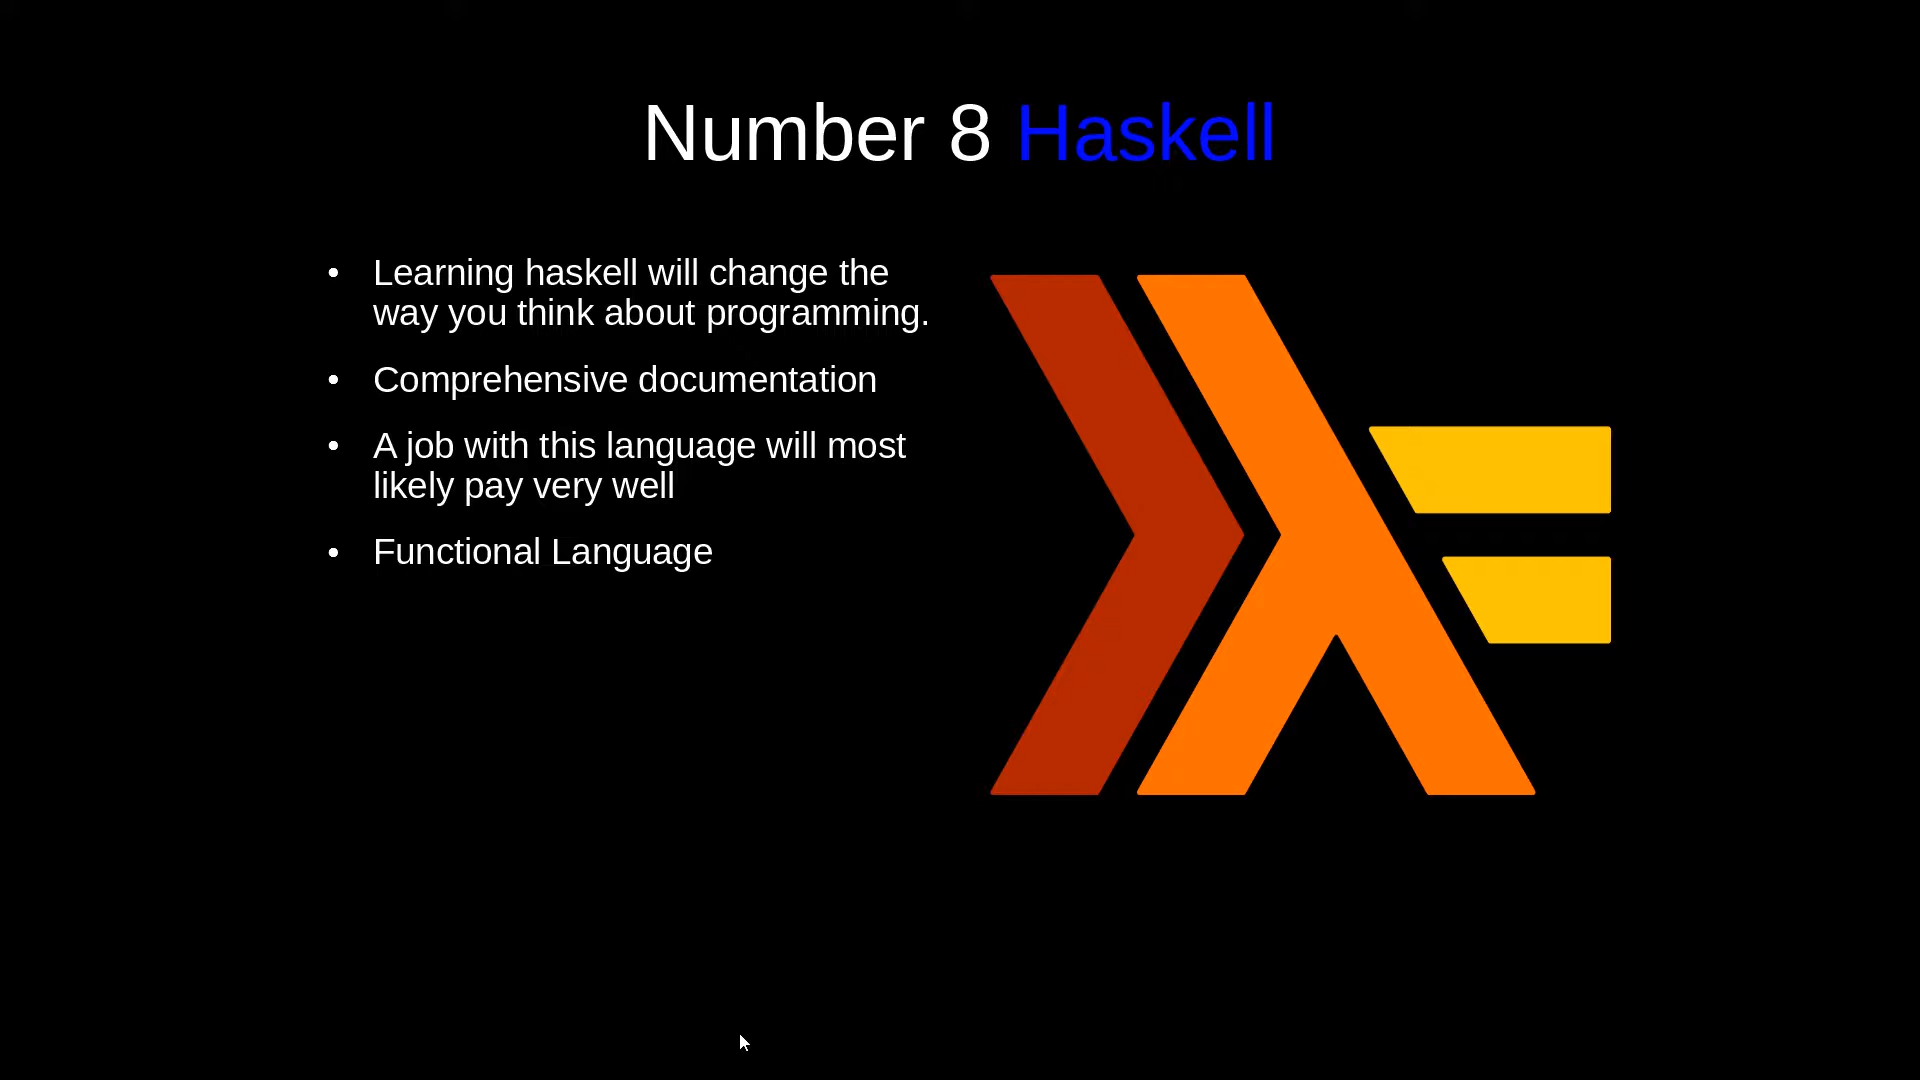 Number 8 Haskell
• Learning haskell will change the
way you think about programming.
• Comprehensive documentation
• A job with this language will most
likely pay very well
• Functional Language